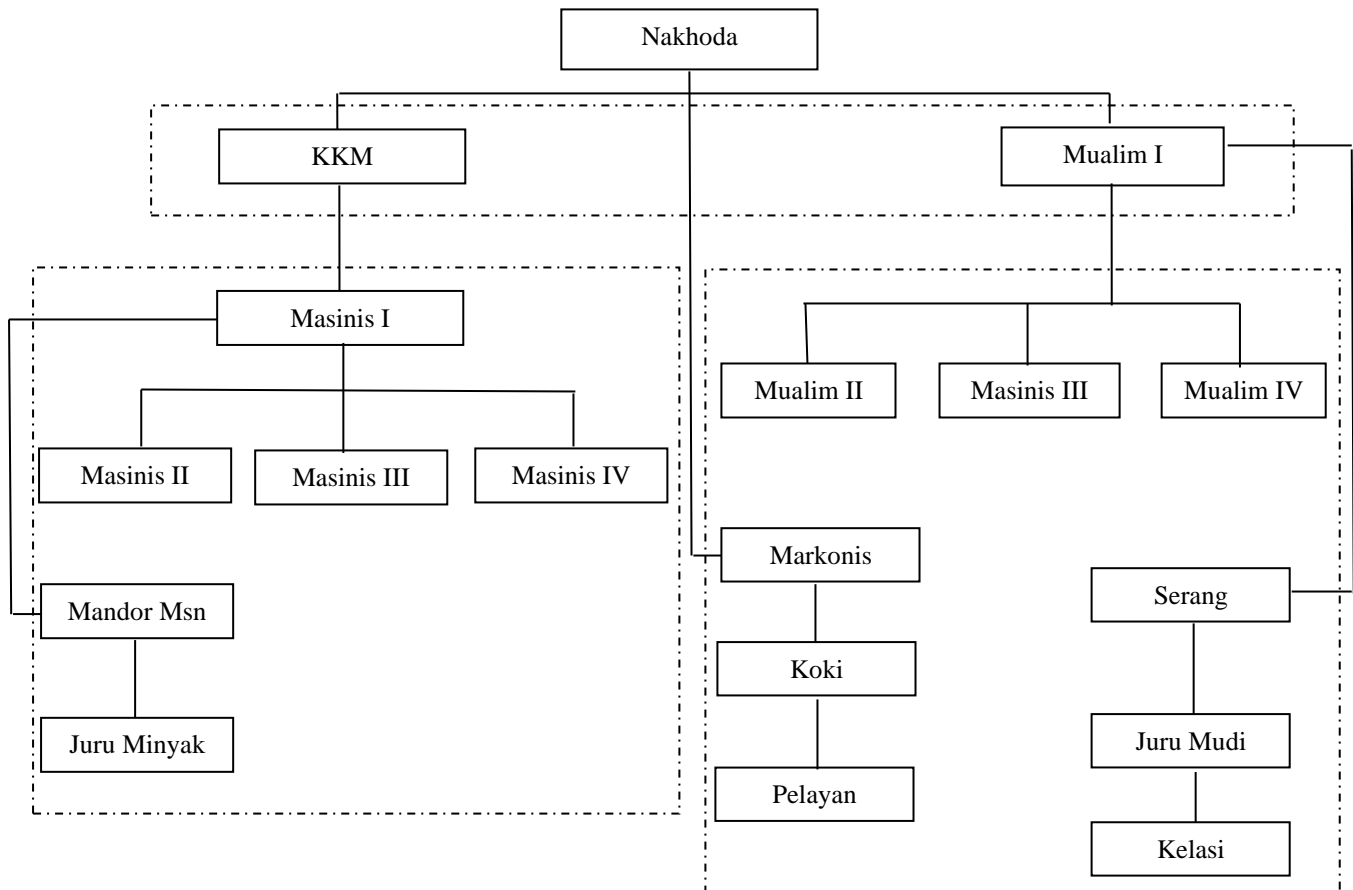 Nakhoda
KKM
Mualim I
Masinis I
Mualim II
Masinis III
Mualim IV
Masinis II
Masinis III
Masinis IV
Markonis
Serang
Mandor Msn
Koki
Juru Minyak
Juru Mudi
Pelayan
Kelasi